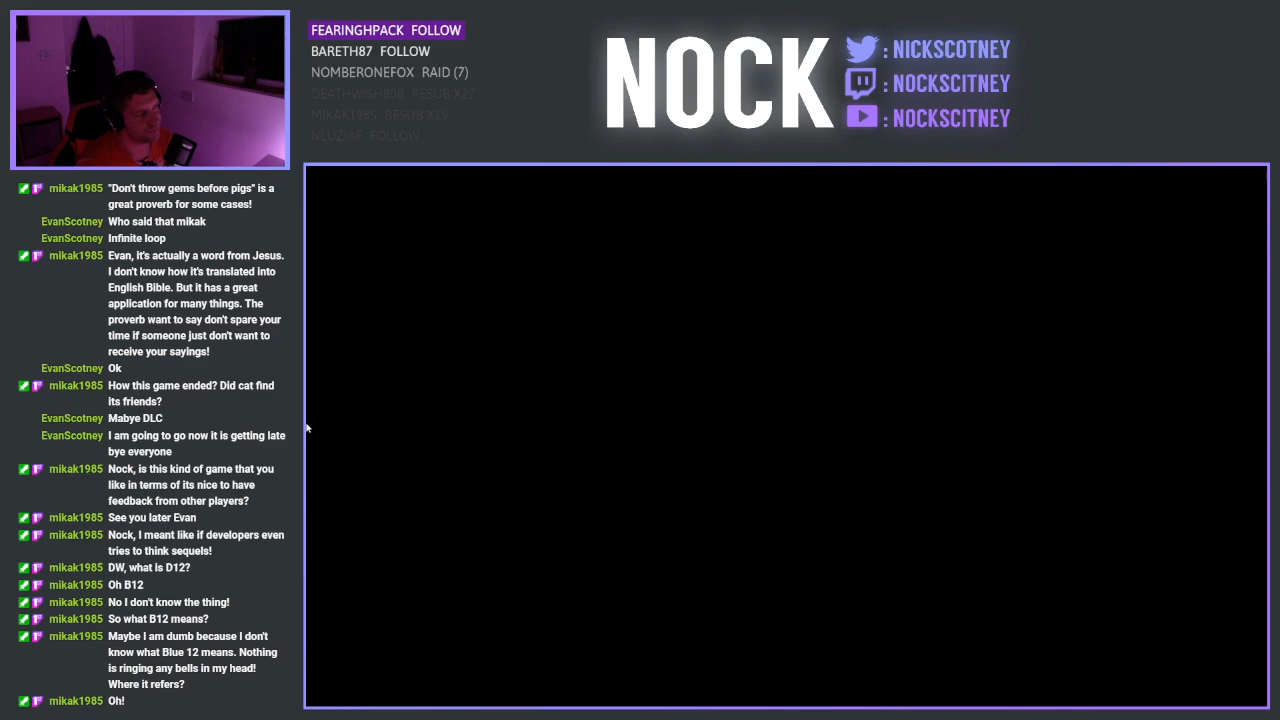 FEARINGHPACK FOLLOW
BARETH87 FOLLOW
NOMBERONEFOX RAID (7)
DEATHWISH808 RESUB X27
MIKAK1985 RESUB X19
NLUZIAF FOLLOW
NOCK
: NICKSCOTNEY
: NOCKSCITNEY
: NOCKSCITNEY
mikak1985 "Don't throw gems before pigs" is a
great proverb for some cases!
EvanScotney Who said that mikak
EvanScotney Infinite loop
mikak1985 Evan, it's actually a word from Jesus.
I don't know how it's translated into
English Bible. But it has a great
application for many things. The
proverb want to say don't spare your
time if someone just don't want to
receive your sayings!
EvanScotney Ok
mikak1985 How this game ended? Did cat find
its friends?
EvanScotney Mabye DLC
EvanScotney I am going to go now it is getting late
bye everyone
mikak1985 Nock, is this kind of game that you
like in terms of its nice to have
feedback from other players?
mikak1985 See you later Evan
mikak1985 Nock, I meant like if developers even
tries to think sequels!
mikak1985 DW, what is D12?
mikak1985 Oh B12
mikak1985 No I don't know the thing!
mikak1985 So what B12 means?
mikak1985 Maybe I am dumb because I don't
know what Blue 12 means. Nothing
is ringing any bells in my head!
Where it refers?
mikak1985 Oh!